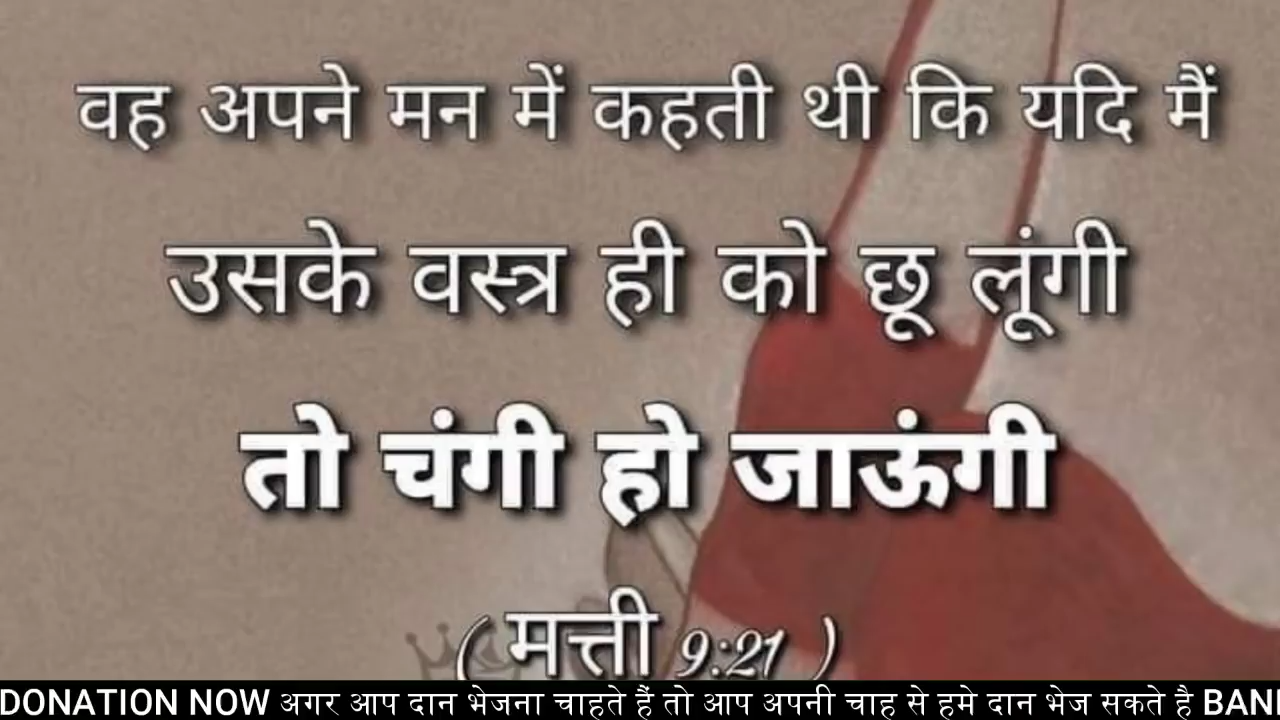 वह अपने मन में कहती थी कि यदि मैं
उसके वस्त्र ही को छू लूंगी
तो चंगी हो जाऊंगी
( मत्ती 9:21 )
DONATION NOW अगर आप दान भेजना चाहते हैं तो आप अपनी चाह से हमे दान भेज सकते है